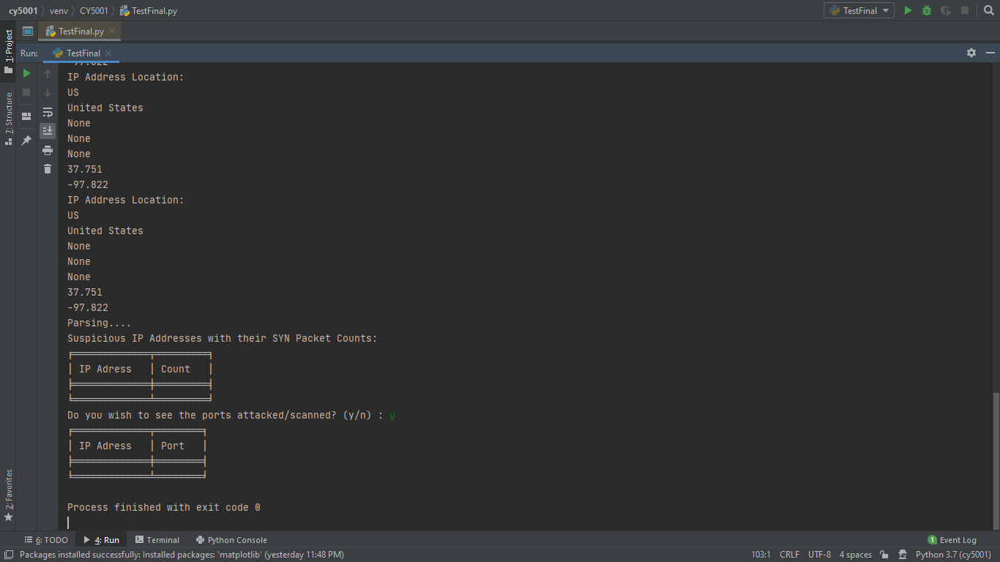 cy5001 venv CY5001 TestFinal.py
TestFinal
TestFinal.py
Run: TestFinal
1: Project
7: Structure
2: Favorites
-97.822
IP Address Location:
US
United States
None
None
None
37.751
-97.822
IP Address Location:
US
United States
None
None
None
37.751
-97.822
Parsing....
Suspicious IP Addresses with their SYN Packet Counts:
IP Adress Count
Do you wish to see the ports attacked/scanned? (y/n) : y
IP Adress Port
Process finished with exit code 0
6: TODO 4: Run Terminal Python Console 1 Event Log
Packages installed successfully: Installed packages: 'matplotlib' (yesterday 11:48 PM) 103:1 CRLF UTF-8 4 spaces Python 3.7 (cy5001)